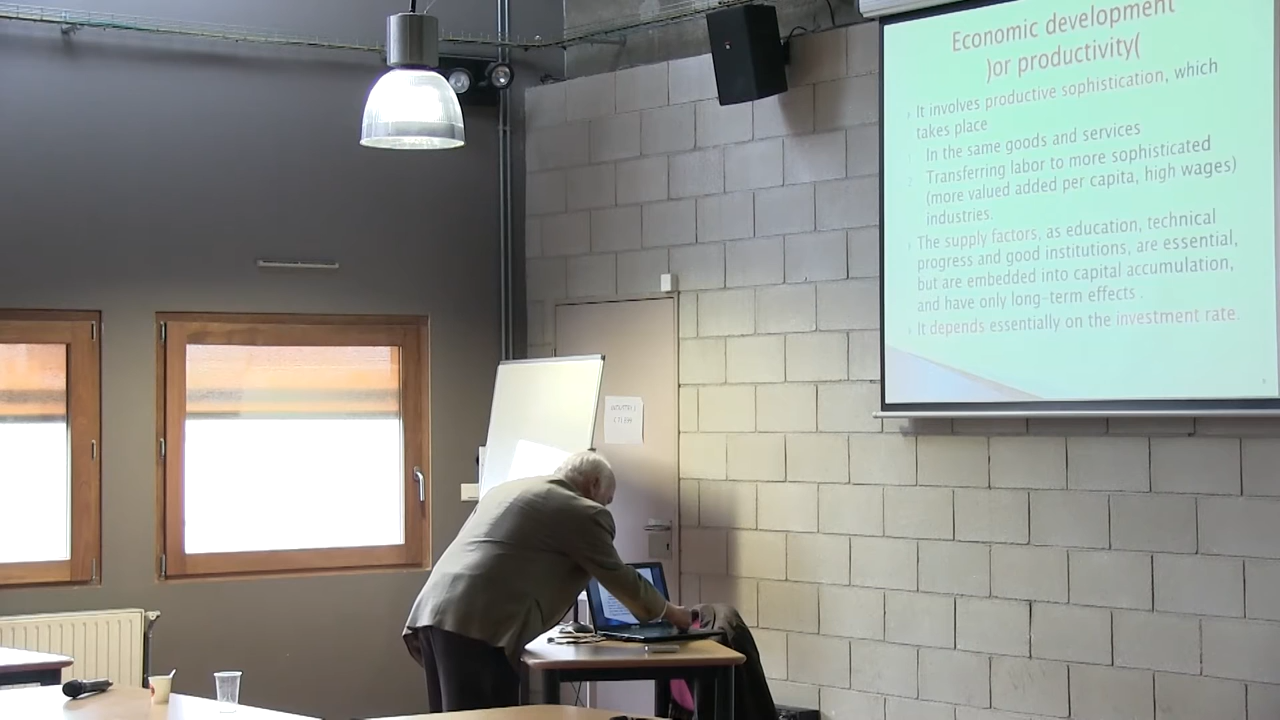 Economic development
)or productivity(
It involves productive sophistication, which
takes place
In the same goods and services
Transferring labor to more sophisticated
(more valued added per capita, high wages)
industries.
The supply factors, as education, technical
progress and good institutions, are essential,
but are embedded into capital accumulation,
and have only long-term effects .
It depends essentially on the investment rate.